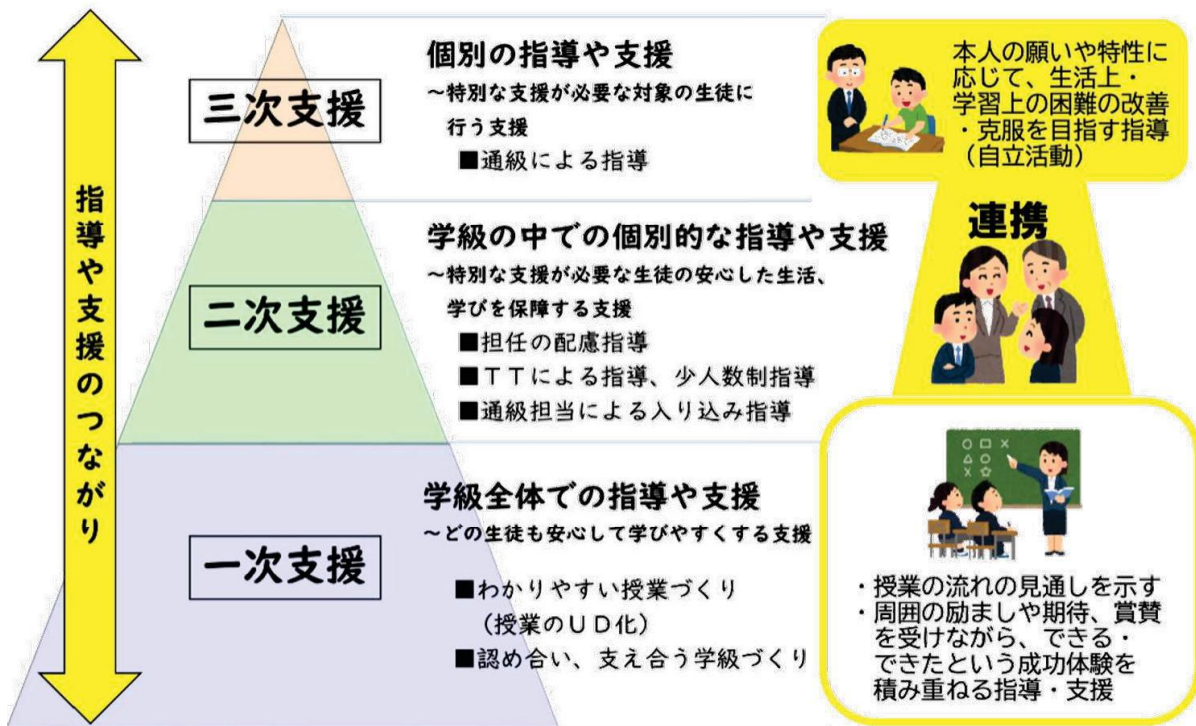 指導や支援のつながり
三次支援
個別の指導や支援
~特別な支援が必要な対象の生徒に
行う支援
■通級による指導
二次支援
学級の中での個別的な指導や支援
~特別な支援が必要な生徒の安心した生活、
学びを保障する支援
■担任の配慮指導
■TTによる指導、少人数制指導
■通級担当による入り込み指導
一次支援
学級全体での指導や支援
~どの生徒も安心して学びやすくする支援
■わかりやすい授業づくり
(授業のUD化)
■認め合い、支え合う学級づくり
本人の願いや特性に
応じて、生活上・
学習上の困難の改善
・克服を目指す指導
(自立活動)
連携
・授業の流れの見通しを示す
・周囲の励ましや期待、賞賛
を受けながら、できる・
できたという成功体験を
積み重ねる指導・支援